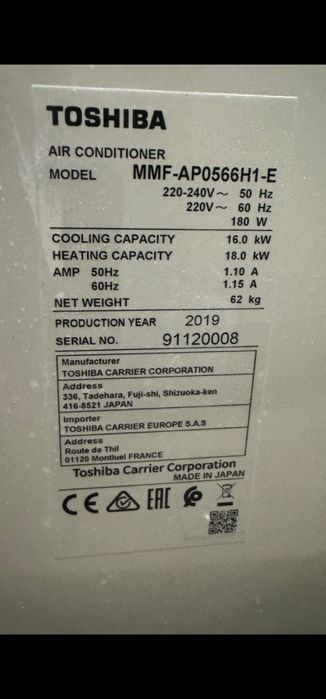 TOSHIBA
AIR CONDITIONER
MODEL MMF-AP0566H1-E
220-240V～ 50 Hz
220V～ 60 Hz
180 W
COOLING CAPACITY 16.0 kW
HEATING CAPACITY 18.0 kW
AMP 50Hz 1.10 A
60Hz 1.15 A
NET WEIGHT 62 kg
PRODUCTION YEAR 2019
SERIAL NO. 91120008
Manufacturer
TOSHIBA CARRIER CORPORATION
Address
336, Tadehara, Fuji-shi, Shizuoka-ken
416-8521 JAPAN
Importer
TOSHIBA CARRIER EUROPE S.A.S
Address
Route de Thil
01120 Montluel FRANCE
Toshiba Carrier Corporation
MADE IN JAPAN
CE EAC